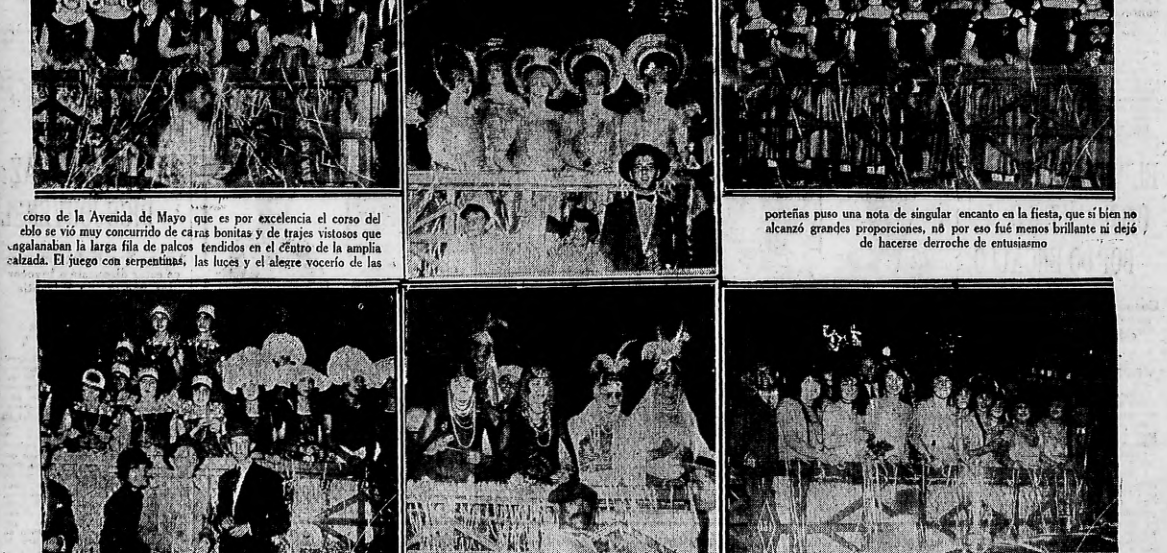 corso de la Avenida de Mayo que es por excelencia el corso del
eblo se vió muy concurrido de caras bonitas y de trajes vistosos que
ngalanaban la larga fila de palcos tendidos en el centro de la amplia
calzada. El juego con serpentinas, las luces y el alegre vocerío de las
porteñas puso una nota de singular encanto en la fiesta, que si bien no
alcanzó grandes proporciones, no por eso fué menos brillante ni dejó
de hacerse derroche de entusiasmo